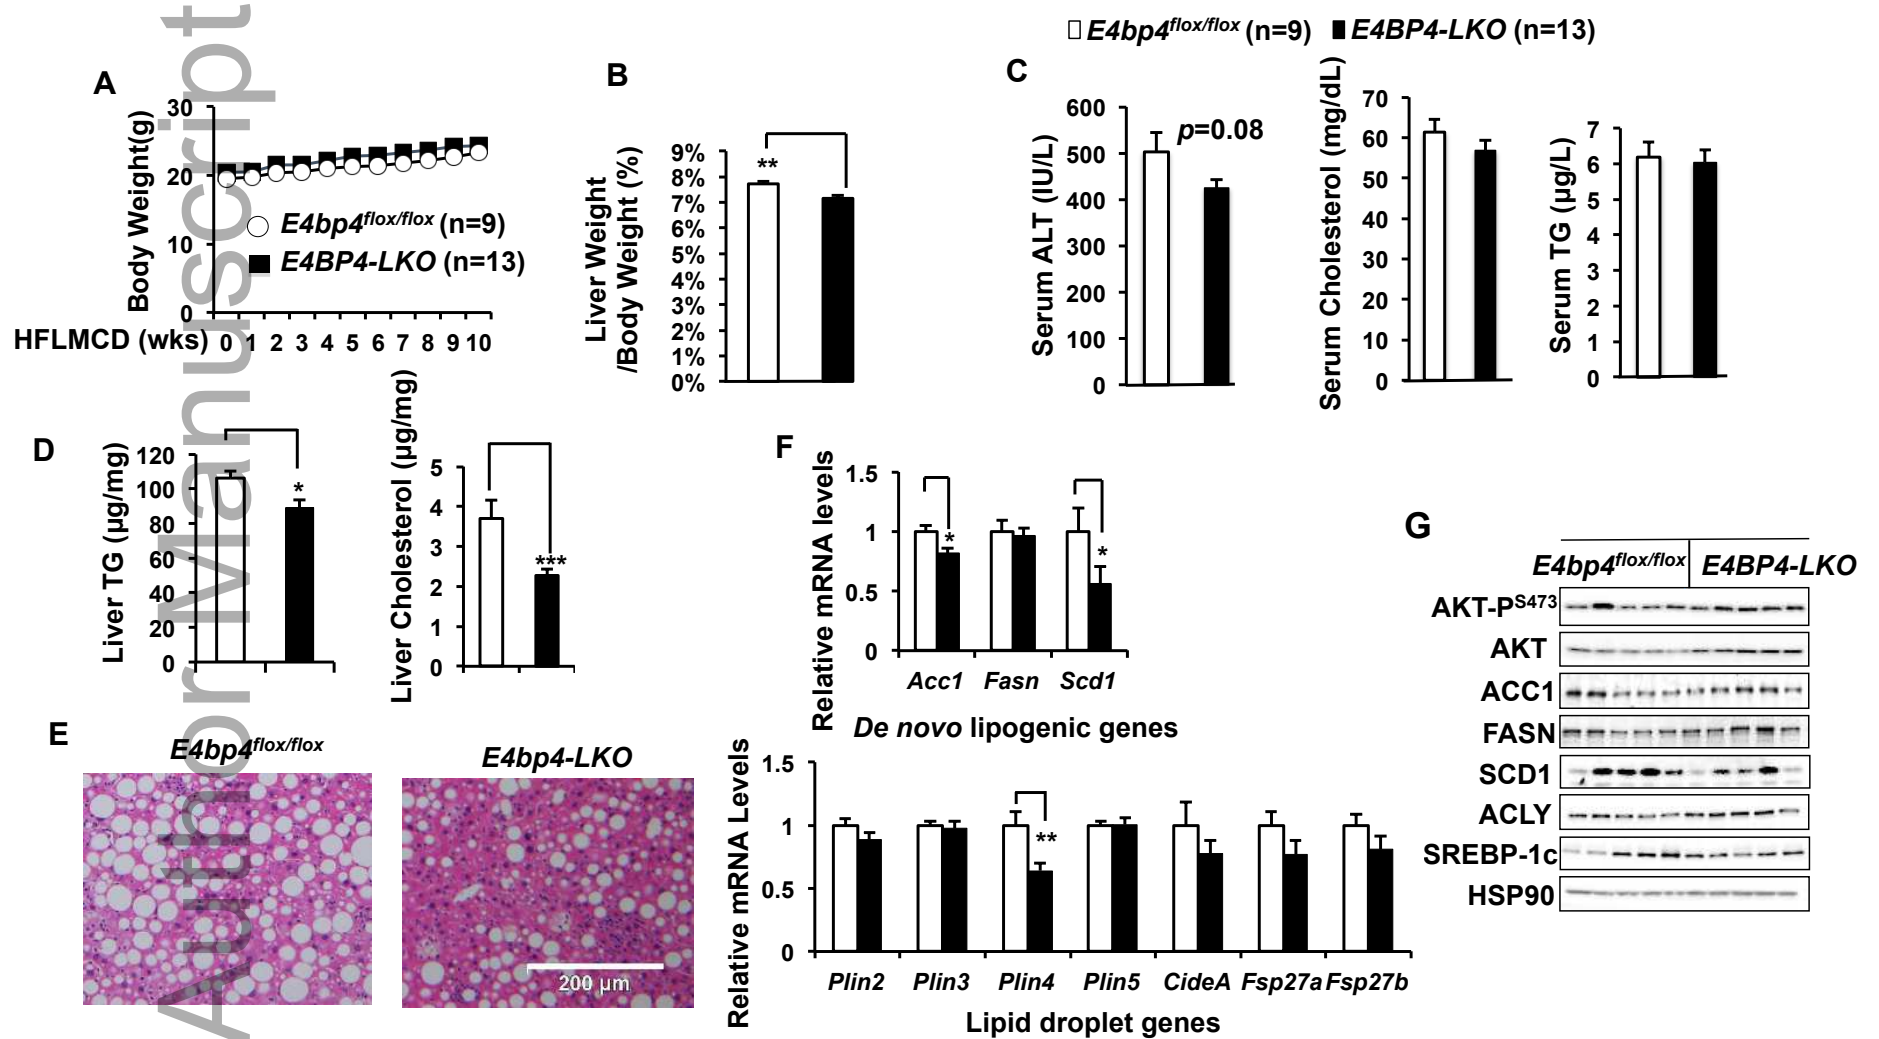 Author Manuscript
□ E4bp4flox/flox (n=9) ■ E4BP4-LKO (n=13)
A
Body Weight(g)
30
20
10
0
E4bp4flox/flox (n=9)
E4BP4-LKO (n=13)
HFLMCD (wks) 0 1 2 3 4 5 6 7 8 9 10
B
Liver Weight
/Body Weight (%)
9%
8%
7%
6%
5%
4%
3%
2%
1%
0%
**
C
Serum ALT (IU/L)
600
500
400
300
200
100
0
p=0.08
Serum Cholesterol (mg/dL)
70
60
50
40
30
20
10
0
Serum TG (µg/L)
7
6
5
4
3
2
1
0
D
Liver TG (µg/mg)
120
100
80
60
40
20
0
*
Liver Cholesterol (µg/mg)
5
4
3
2
1
0
***
E
E4bp4flox/flox
E4bp4-LKO
200 µm
F
Relative mRNA levels
1.5
1
0.5
0
*
*
Acc1 Fasn Scd1
De novo lipogenic genes
Relative mRNA Levels
1.5
1
0.5
0
**
Plin2 Plin3 Plin4 Plin5 CideA Fsp27a Fsp27b
Lipid droplet genes
G
E4bp4flox/flox E4BP4-LKO
AKT-PS473
AKT
ACC1
FASN
SCD1
ACLY
SREBP-1c
HSP90